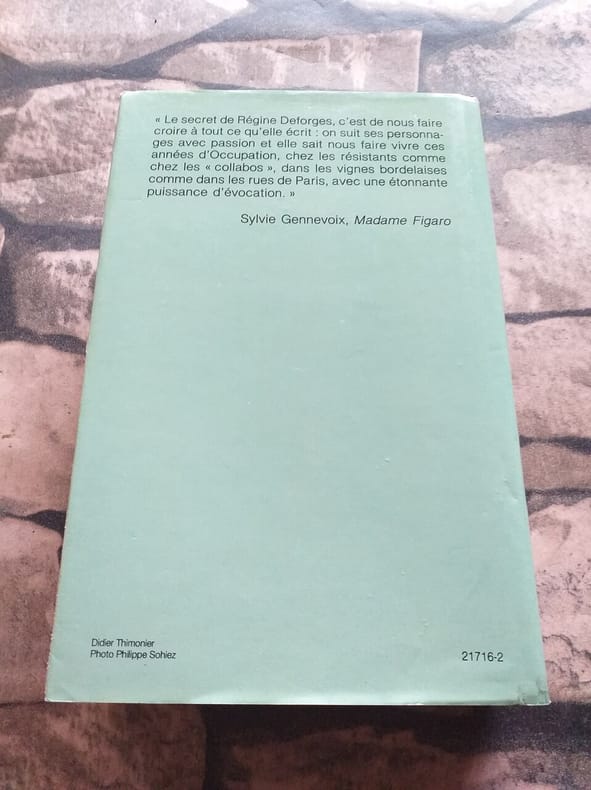 « Le secret de Régine Deforges, c'est de nous faire
croire à tout ce qu'elle écrit : on suit ses personna-
ges avec passion et elle sait nous faire vivre ces
années d'Occupation, chez les résistants comme
chez les « collabos », dans les vignes bordelaises
comme dans les rues de Paris, avec une étonnante
puissance d'évocation. »
Sylvie Gennevoix, Madame Figaro
Didier Thimonier
Photo Philippe Sohiez
21716-2